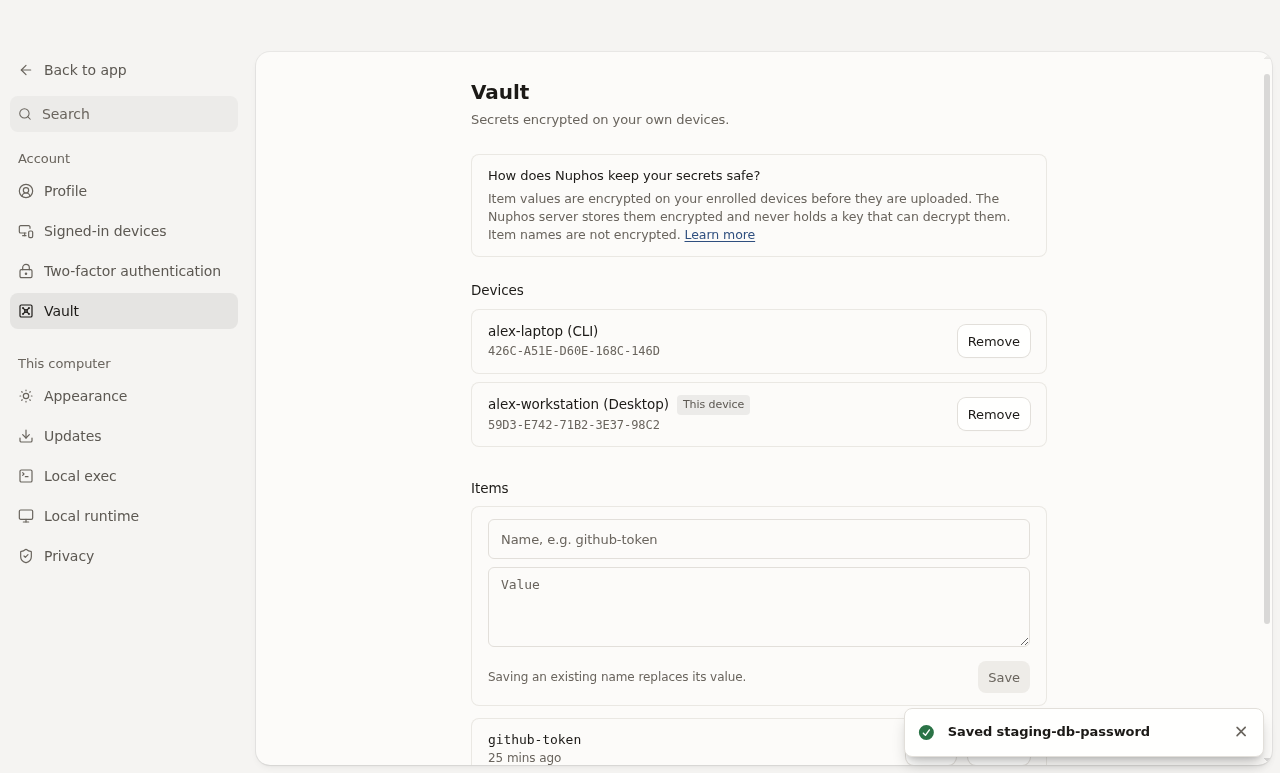 Back to app
Search
Account
Profile
Signed-in devices
Two-factor authentication
Vault
This computer
Appearance
Updates
Local exec
Local runtime
Privacy
Vault
Secrets encrypted on your own devices.
How does Nuphos keep your secrets safe?
Item values are encrypted on your enrolled devices before they are uploaded. The
Nuphos server stores them encrypted and never holds a key that can decrypt them.
Item names are not encrypted. Learn more
Devices
alex-laptop (CLI)
426C-A51E-D60E-168C-146D
Remove
alex-workstation (Desktop) This device
59D3-E742-71B2-3E37-98C2
Remove
Items
Name, e.g. github-token
Value
Saving an existing name replaces its value.
Save
github-token
25 mins ago
Saved staging-db-password